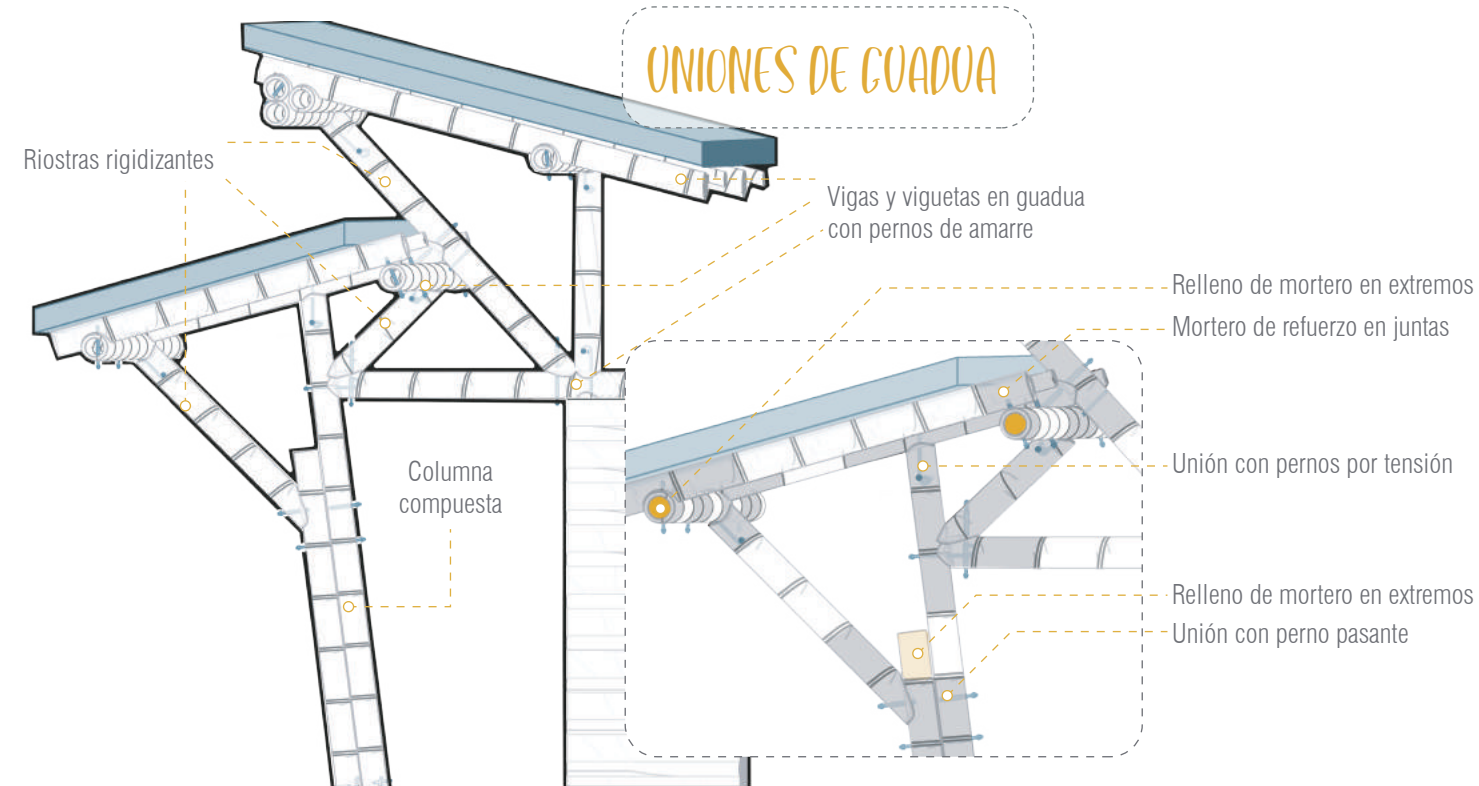 UNIONES DE GUADUA
Riostras rigidizantes
Vigas y viguetas en guadua
con pernos de amarre
Relleno de mortero en extremos
Mortero de refuerzo en juntas
Columna
compuesta
Unión con pernos por tensión
Relleno de mortero en extremos
Unión con perno pasante